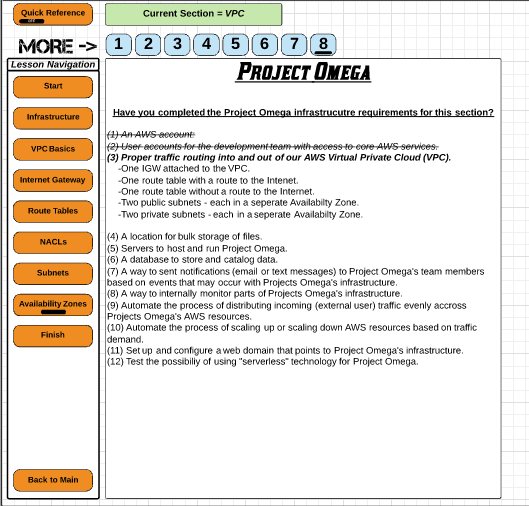 Quick Reference
OFF
Current Section = VPC
MORE ->
1 2 3 4 5 6 7 8
Lesson Navigation
Start
Infrastructure
VPC Basics
Internet Gateway
Route Tables
NACLs
Subnets
Availability Zones
Finish
Back to Main
PROJECT OMEGA
Have you completed the Project Omega infrastrucutre requirements for this section?
(1) An AWS account:
(2) User accounts for the development team with access to core AWS services.
(3) Proper traffic routing into and out of our AWS Virtual Private Cloud (VPC).
-One IGW attached to the VPC.
-One route table with a route to the Intenet.
-One route table without a route to the Internet.
-Two public subnets - each in a seperate Availabilty Zone.
-Two private subnets - each in a seperate Availabilty Zone.
(4) A location for bulk storage of files.
(5) Servers to host and run Project Omega.
(6) A database to store and catalog data.
(7) A way to sent notifications (email or text messages) to Project Omega's team members
based on events that may occur with Projects Omega's infrastructure.
(8) A way to internally monitor parts of Projects Omega's infrastructure.
(9) Automate the process of distributing incoming (external user) traffic evenly accross
Projects Omega's AWS resources.
(10) Automate the process of scaling up or scaling down AWS resources based on traffic
demand.
(11) Set up and configure a web domain that points to Project Omega's infrastructure.
(12) Test the possibiliy of using "serverless" technology for Project Omega.